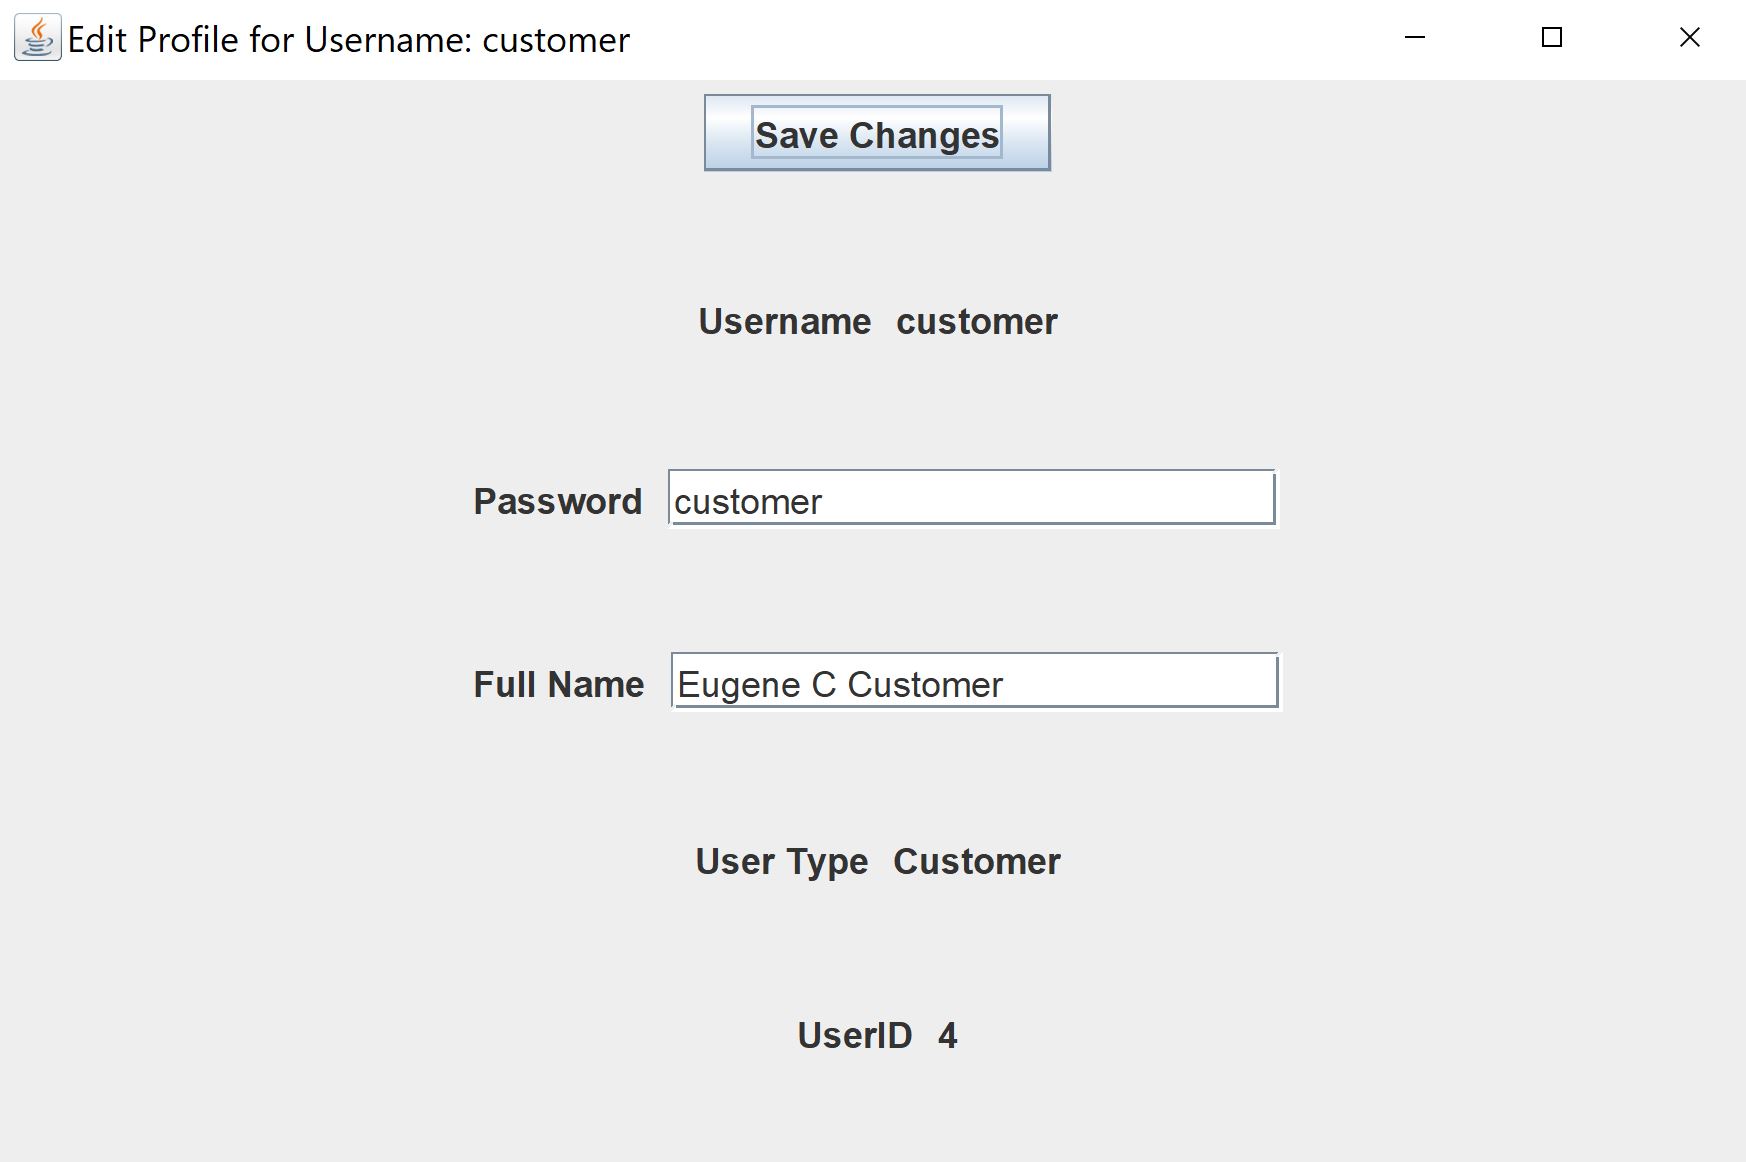 Edit Profile for Username: customer
Save Changes
Username customer
Password customer
Full Name Eugene C Customer
User Type Customer
UserID 4